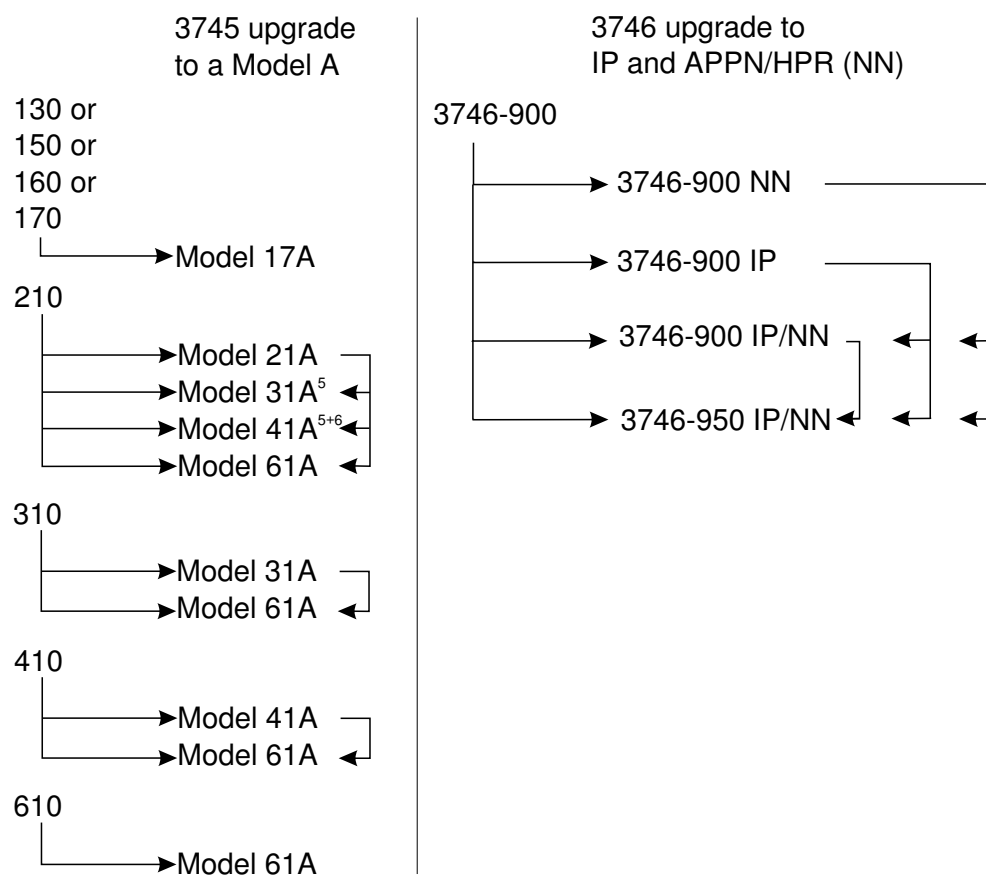 3745 upgrade
to a Model A
130 or
150 or
160 or
170
Model 17A
210
Model 21A
Model 31A5
Model 41A5+6
Model 61A
310
Model 31A
Model 61A
410
Model 41A
Model 61A
610
Model 61A
3746 upgrade to
IP and APPN/HPR (NN)
3746-900
3746-900 NN
3746-900 IP
3746-900 IP/NN
3746-950 IP/NN